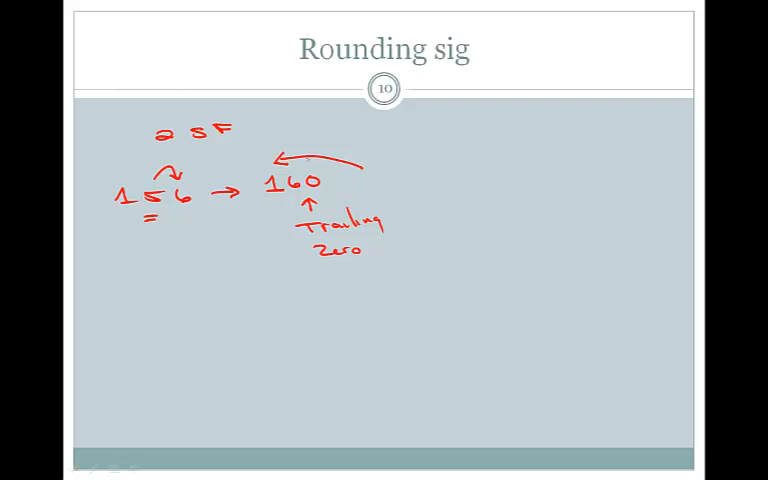 Rounding sig
10
2 SF
156 → 160
Trailing
Zero